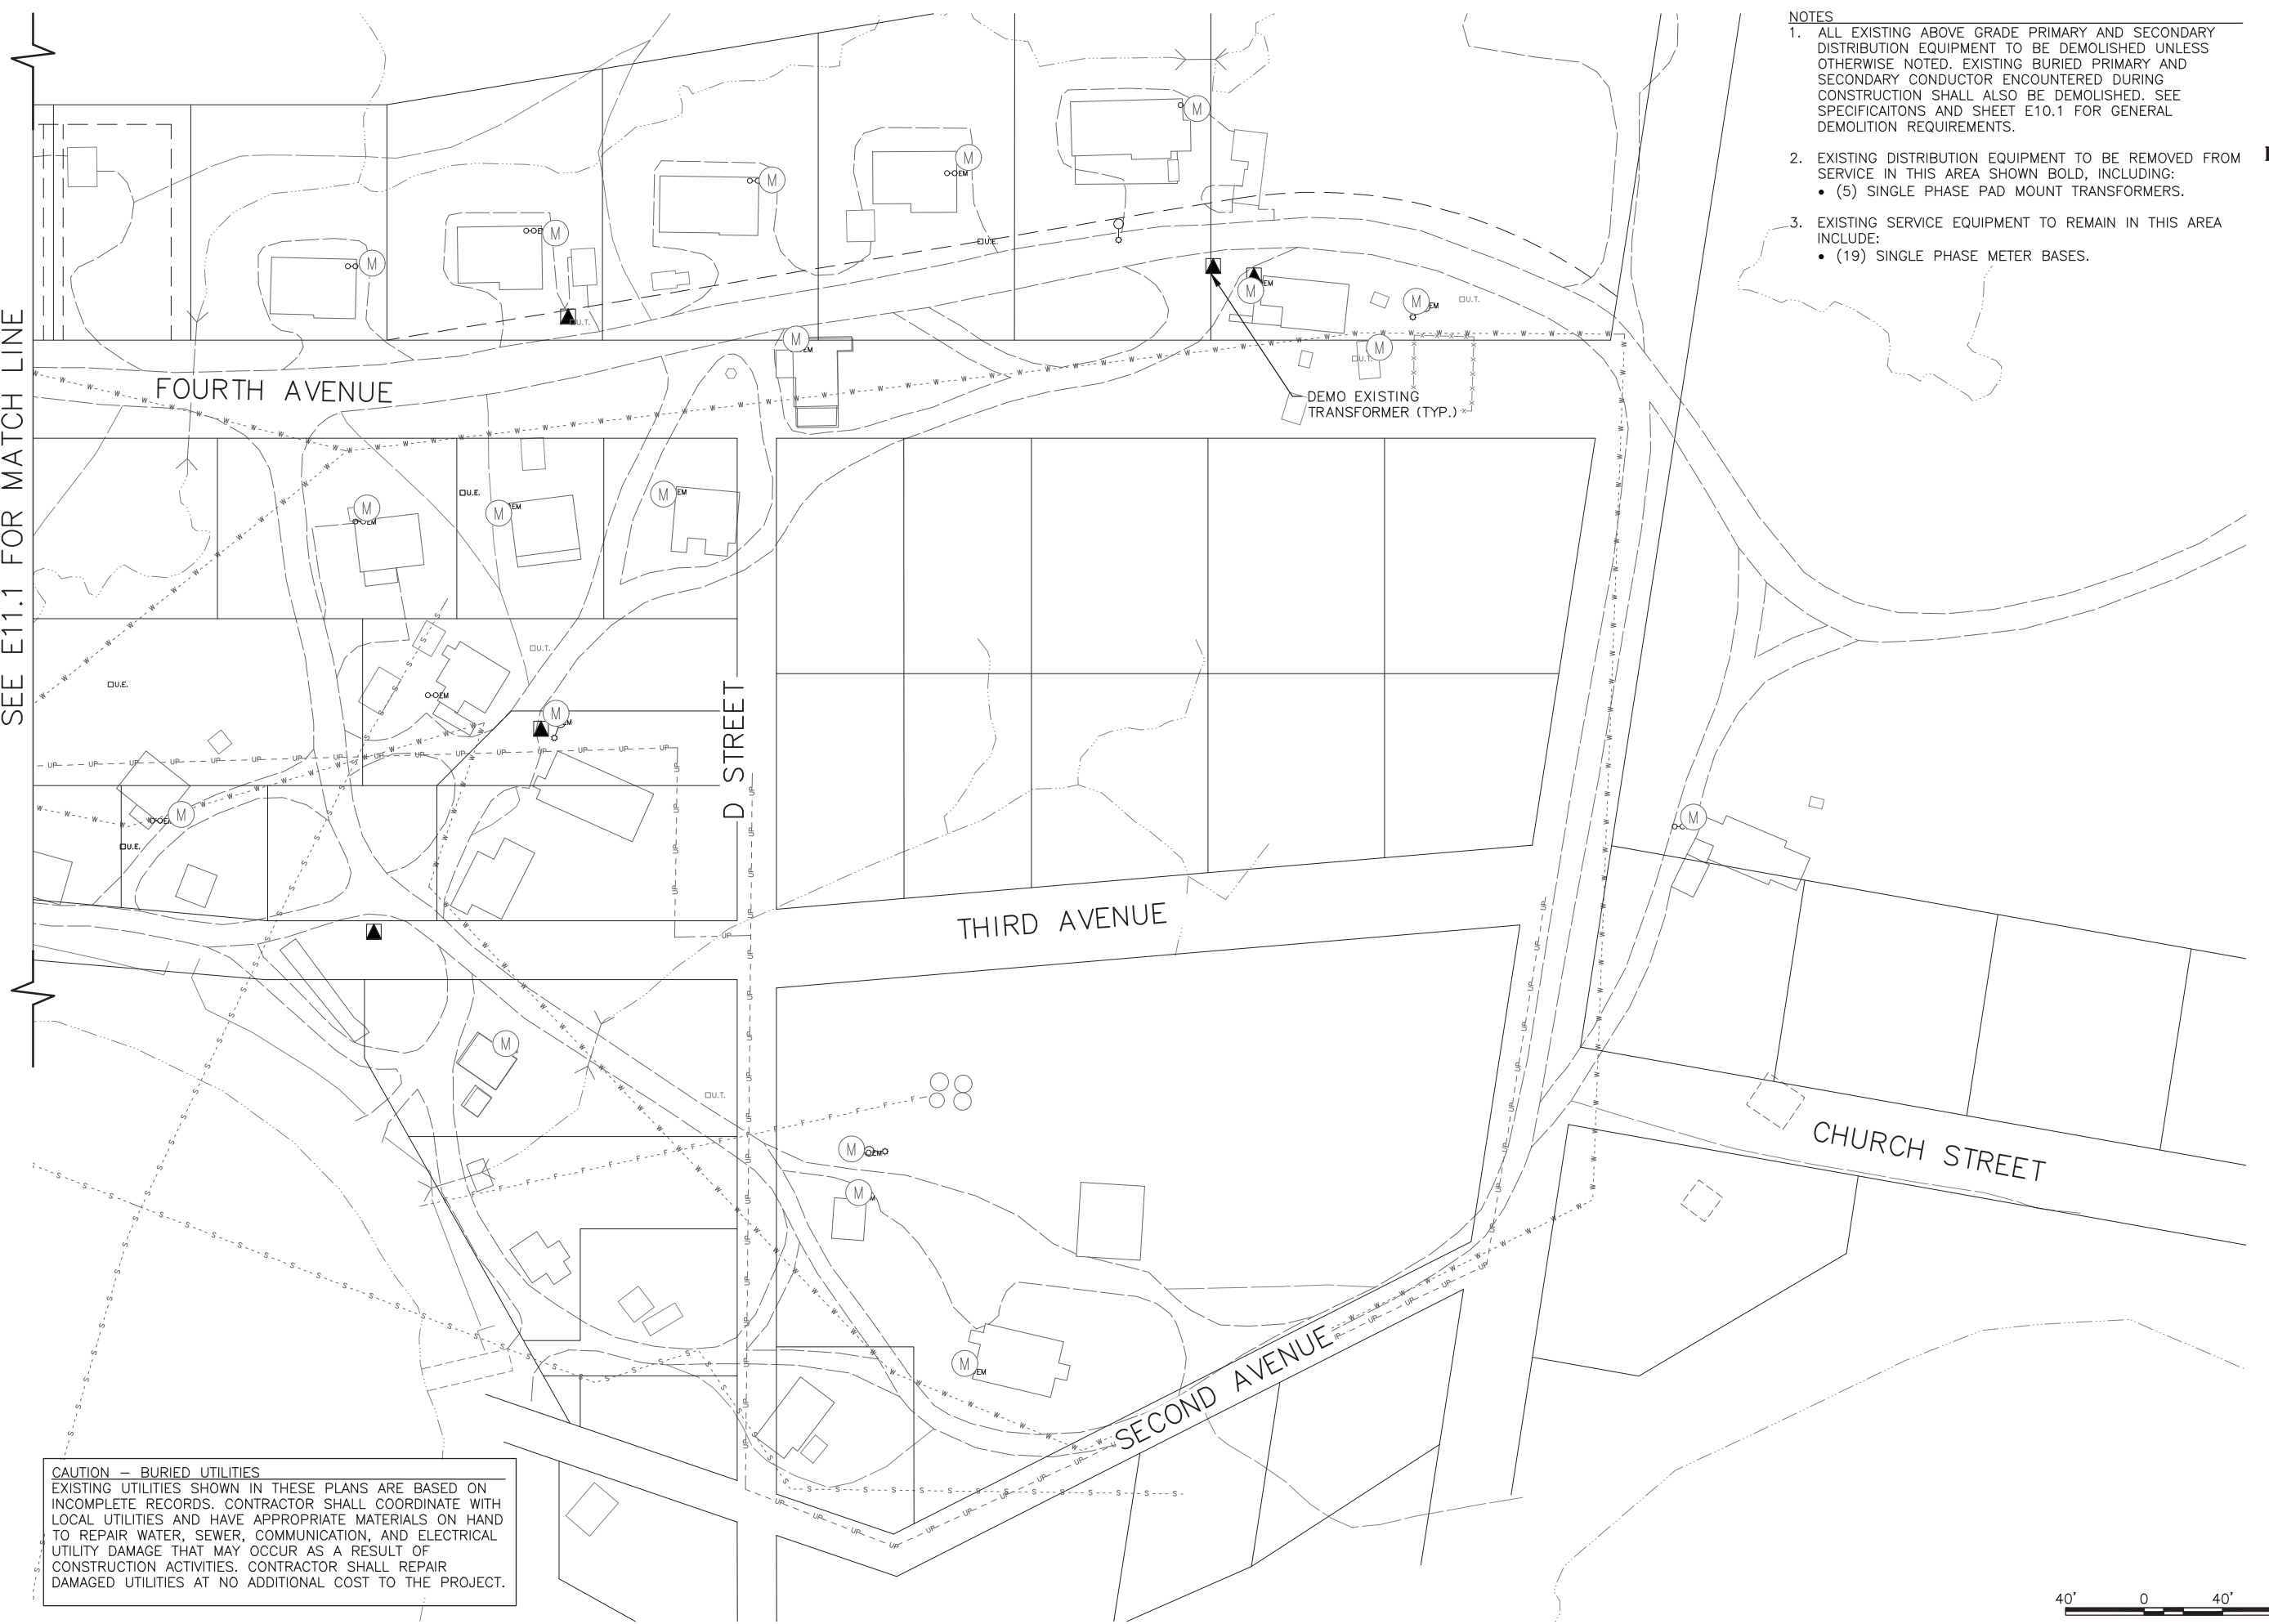 NOTES
1. ALL EXISTING ABOVE GRADE PRIMARY AND SECONDARY
DISTRIBUTION EQUIPMENT TO BE DEMOLISHED UNLESS
OTHERWISE NOTED. EXISTING BURIED PRIMARY AND
SECONDARY CONDUCTOR ENCOUNTERED DURING
CONSTRUCTION SHALL ALSO BE DEMOLISHED. SEE
SPECIFICAITONS AND SHEET E10.1 FOR GENERAL
DEMOLITION REQUIREMENTS.
2. EXISTING DISTRIBUTION EQUIPMENT TO BE REMOVED FROM
SERVICE IN THIS AREA SHOWN BOLD, INCLUDING:
• (5) SINGLE PHASE PAD MOUNT TRANSFORMERS.
3. EXISTING SERVICE EQUIPMENT TO REMAIN IN THIS AREA
INCLUDE:
• (19) SINGLE PHASE METER BASES.
SEE E11.1 FOR MATCH LINE
FOURTH AVENUE
DEMO EXISTING
TRANSFORMER (TYP.)
D STREET
THIRD AVENUE
CHURCH STREET
SECOND AVENUE
CAUTION – BURIED UTILITIES
EXISTING UTILITIES SHOWN IN THESE PLANS ARE BASED ON
INCOMPLETE RECORDS. CONTRACTOR SHALL COORDINATE WITH
LOCAL UTILITIES AND HAVE APPROPRIATE MATERIALS ON HAND
TO REPAIR WATER, SEWER, COMMUNICATION, AND ELECTRICAL
UTILITY DAMAGE THAT MAY OCCUR AS A RESULT OF
CONSTRUCTION ACTIVITIES. CONTRACTOR SHALL REPAIR
DAMAGED UTILITIES AT NO ADDITIONAL COST TO THE PROJECT.
40' 0 40'